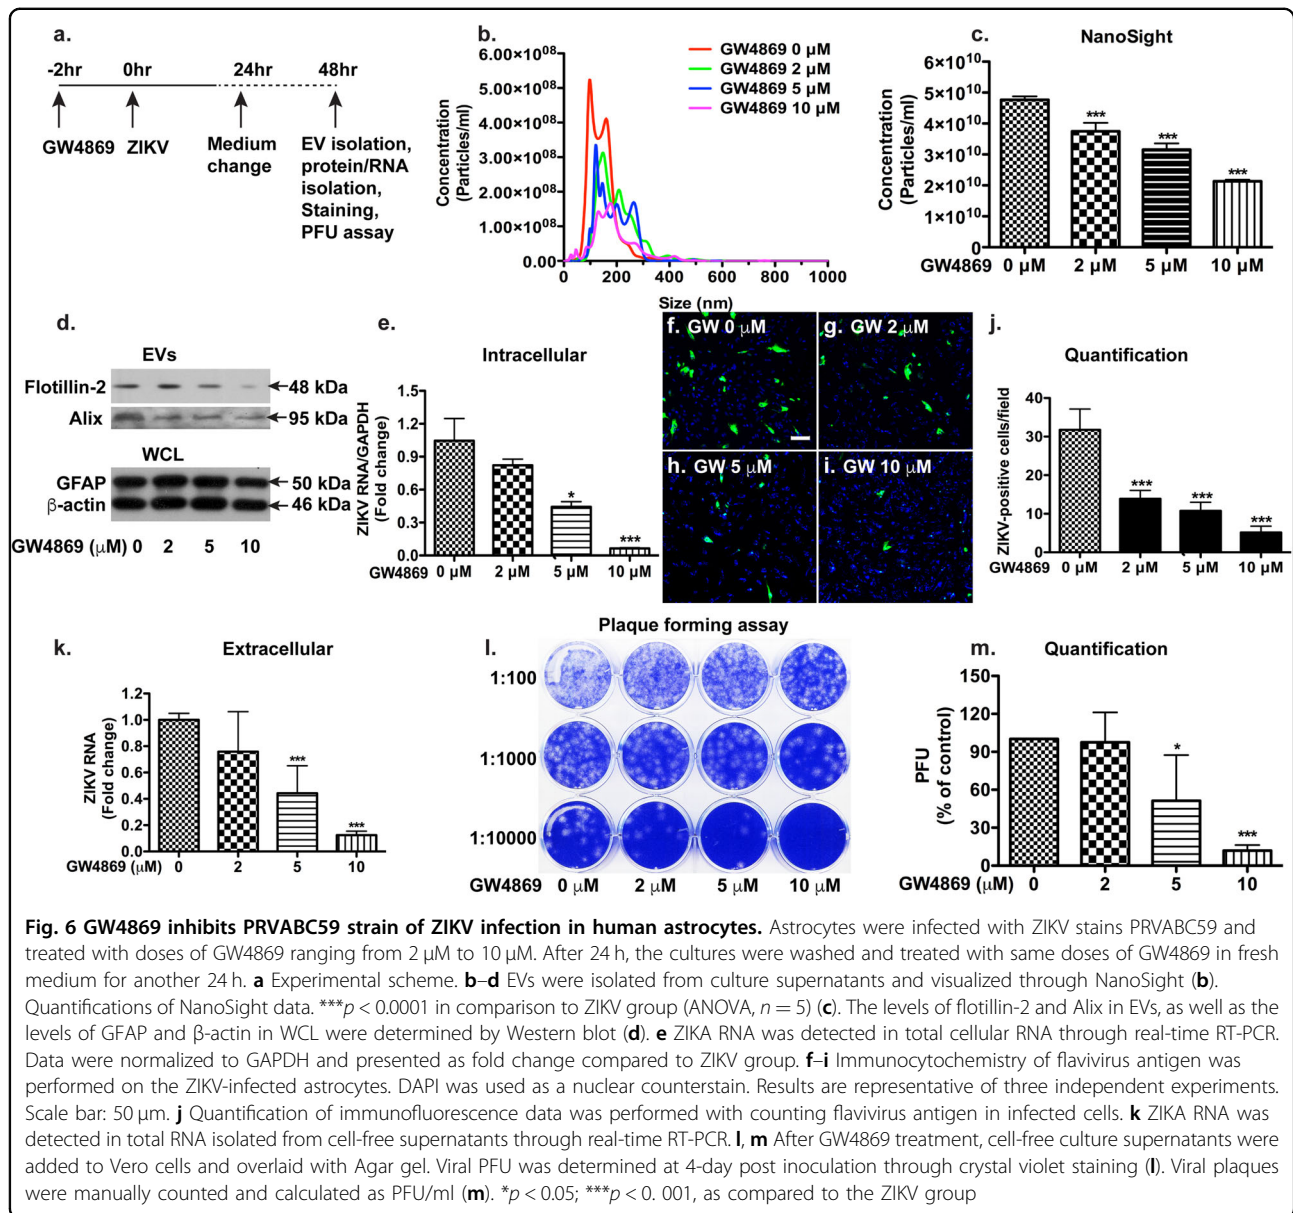 a.
-2hr 0hr 24hr 48hr
GW4869 ZIKV Medium change
EV isolation,
protein/RNA
isolation,
Staining,
PFU assay
b.
GW4869 0 µM
GW4869 2 µM
GW4869 5 µM
GW4869 10 µM
Concentration
(Particles/ml)
6.00×10⁰⁸
5.00×10⁰⁸
4.00×10⁰⁸
3.00×10⁰⁸
2.00×10⁰⁸
1.00×10⁰⁸
0.00
0 200 400 600 800 1000
Size (nm)
c.
NanoSight
Concentration
(Particles/ml)
6×10¹⁰
5×10¹⁰
4×10¹⁰
3×10¹⁰
2×10¹⁰
1×10¹⁰
0
*** *** ***
GW4869 0 µM 2 µM 5 µM 10 µM
d.
EVs
Flotillin-2 48 kDa
Alix 95 kDa
WCL
GFAP 50 kDa
β-actin 46 kDa
GW4869 (µM) 0 2 5 10
e.
Intracellular
ZIKV RNA/GAPDH
(Fold change)
1.5
1.2
0.9
0.6
0.3
0.0
* ***
GW4869 0 µM 2 µM 5 µM 10 µM
f. GW 0 µM
g. GW 2 µM
h. GW 5 µM
i. GW 10 µM
j.
Quantification
ZIKV-positive cells/field
40
30
20
10
0
*** *** ***
GW4869 0 µM 2 µM 5 µM 10 µM
k.
Extracellular
ZIKV RNA
(Fold change)
1.2
1.0
0.8
0.6
0.4
0.2
0.0
*** ***
GW4869 (µM) 0 2 5 10
l.
Plaque forming assay
1:100
1:1000
1:10000
GW4869 0 µM 2 µM 5 µM 10 µM
m.
Quantification
PFU
(% of control)
150
120
90
60
30
0
* ***
GW4869 (µM) 0 2 5 10
Fig. 6 GW4869 inhibits PRVABC59 strain of ZIKV infection in human astrocytes. Astrocytes were infected with ZIKV stains PRVABC59 and
treated with doses of GW4869 ranging from 2 µM to 10 µM. After 24 h, the cultures were washed and treated with same doses of GW4869 in fresh
medium for another 24 h. a Experimental scheme. b–d EVs were isolated from culture supernatants and visualized through NanoSight (b).
Quantifications of NanoSight data. ***p < 0.0001 in comparison to ZIKV group (ANOVA, n = 5) (c). The levels of flotillin-2 and Alix in EVs, as well as the
levels of GFAP and β-actin in WCL were determined by Western blot (d). e ZIKA RNA was detected in total cellular RNA through real-time RT-PCR.
Data were normalized to GAPDH and presented as fold change compared to ZIKV group. f–i Immunocytochemistry of flavivirus antigen was
performed on the ZIKV-infected astrocytes. DAPI was used as a nuclear counterstain. Results are representative of three independent experiments.
Scale bar: 50 µm. j Quantification of immunofluorescence data was performed with counting flavivirus antigen in infected cells. k ZIKA RNA was
detected in total RNA isolated from cell-free supernatants through real-time RT-PCR. l, m After GW4869 treatment, cell-free culture supernatants were
added to Vero cells and overlaid with Agar gel. Viral PFU was determined at 4-day post inoculation through crystal violet staining (l). Viral plaques
were manually counted and calculated as PFU/ml (m). *p < 0.05; ***p < 0. 001, as compared to the ZIKV group